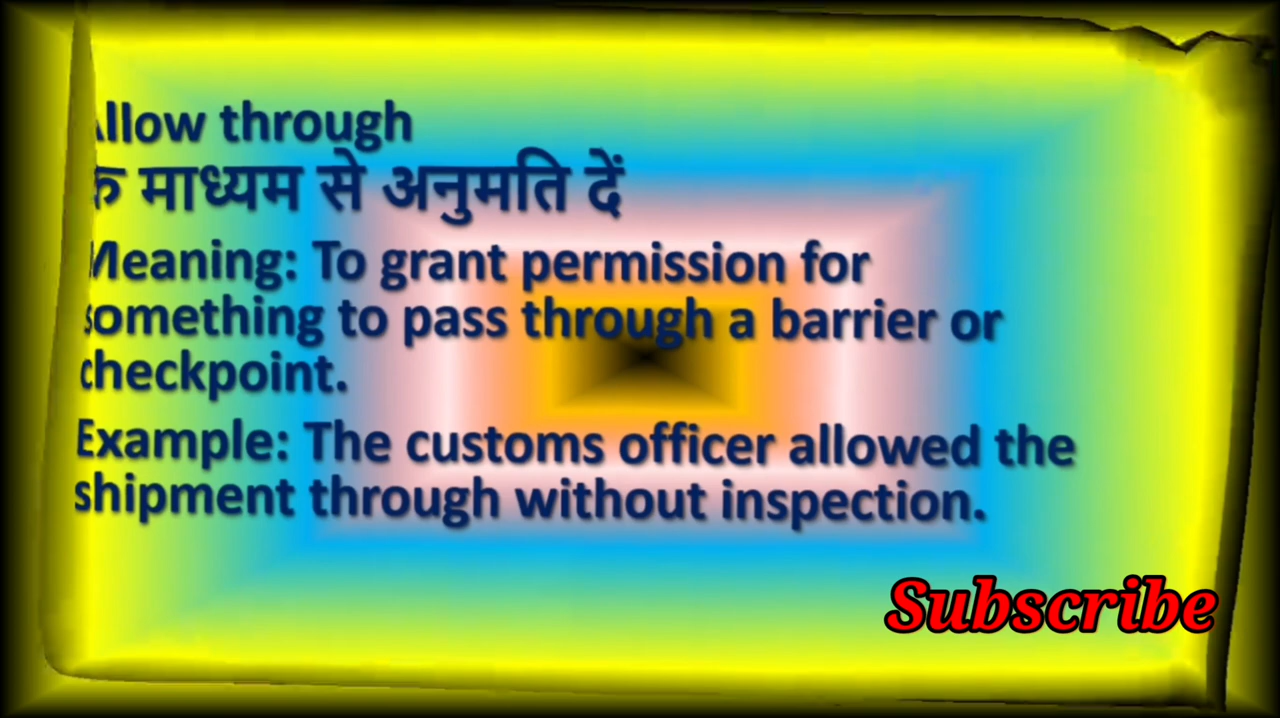 Allow through
के माध्यम से अनुमति दें
Meaning: To grant permission for
something to pass through a barrier or
checkpoint.
Example: The customs officer allowed the
shipment through without inspection.
Subscribe